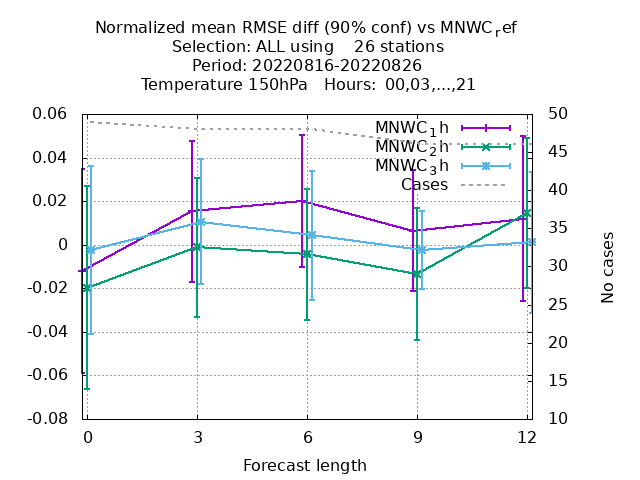 Normalized mean RMSE diff (90% conf) vs MNWC_ref
Selection: ALL using 26 stations
Period: 20220816-20220826
Temperature 150hPa Hours: 00,03,...,21
0.06
0.04
0.02
0
-0.02
-0.04
-0.06
-0.08
50
45
40
35
30
25
20
15
10
MNWC_1h
MNWC_2h
MNWC_3h
Cases
No cases
0 3 6 9 12
Forecast length